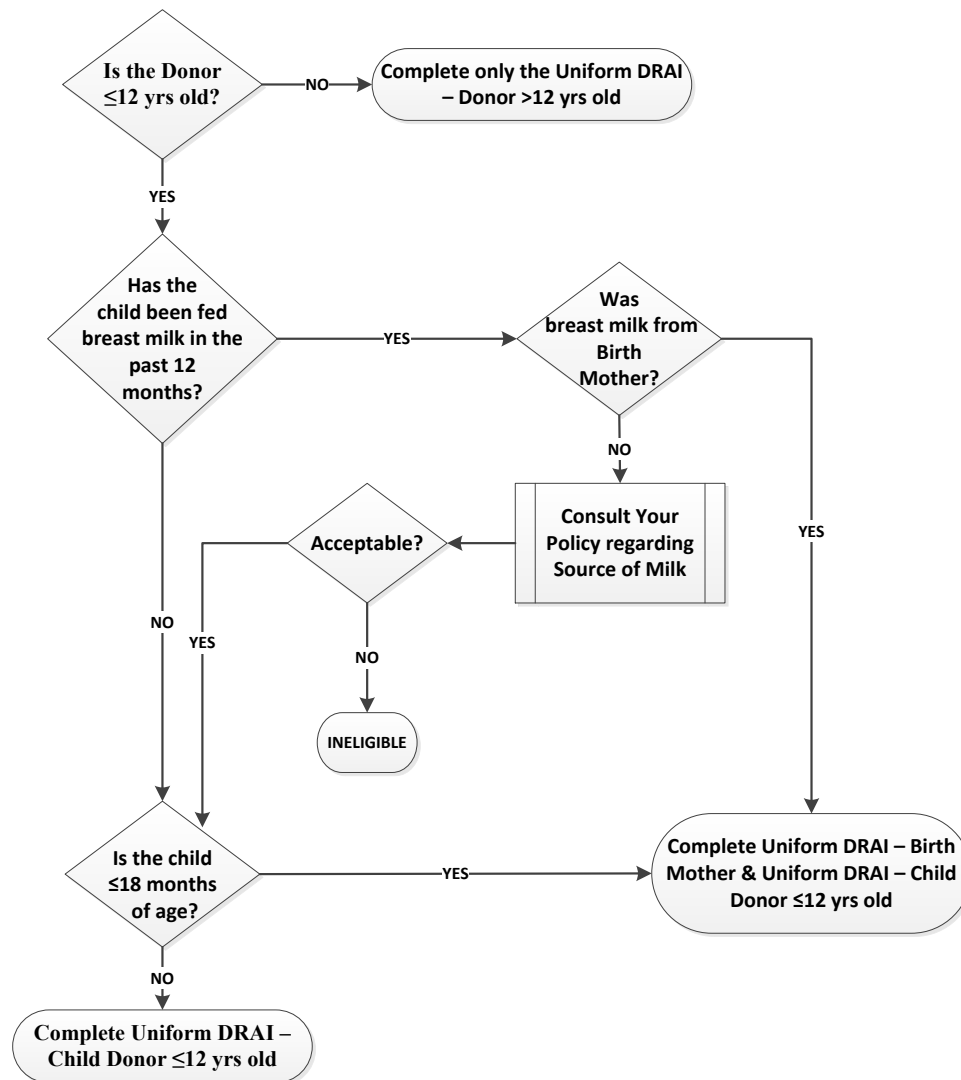 Is the Donor
≤12 yrs old?
NO
Complete only the Uniform DRAI
– Donor >12 yrs old
YES
Has the
child been fed
breast milk in the
past 12
months?
YES
Was
breast milk from
Birth
Mother?
NO
YES
Consult Your
Policy regarding
Source of Milk
Acceptable?
NO
YES
NO
INELIGIBLE
Is the child
≤18 months
of age?
YES
Complete Uniform DRAI – Birth
Mother & Uniform DRAI – Child
Donor ≤12 yrs old
NO
Complete Uniform DRAI –
Child Donor ≤12 yrs old